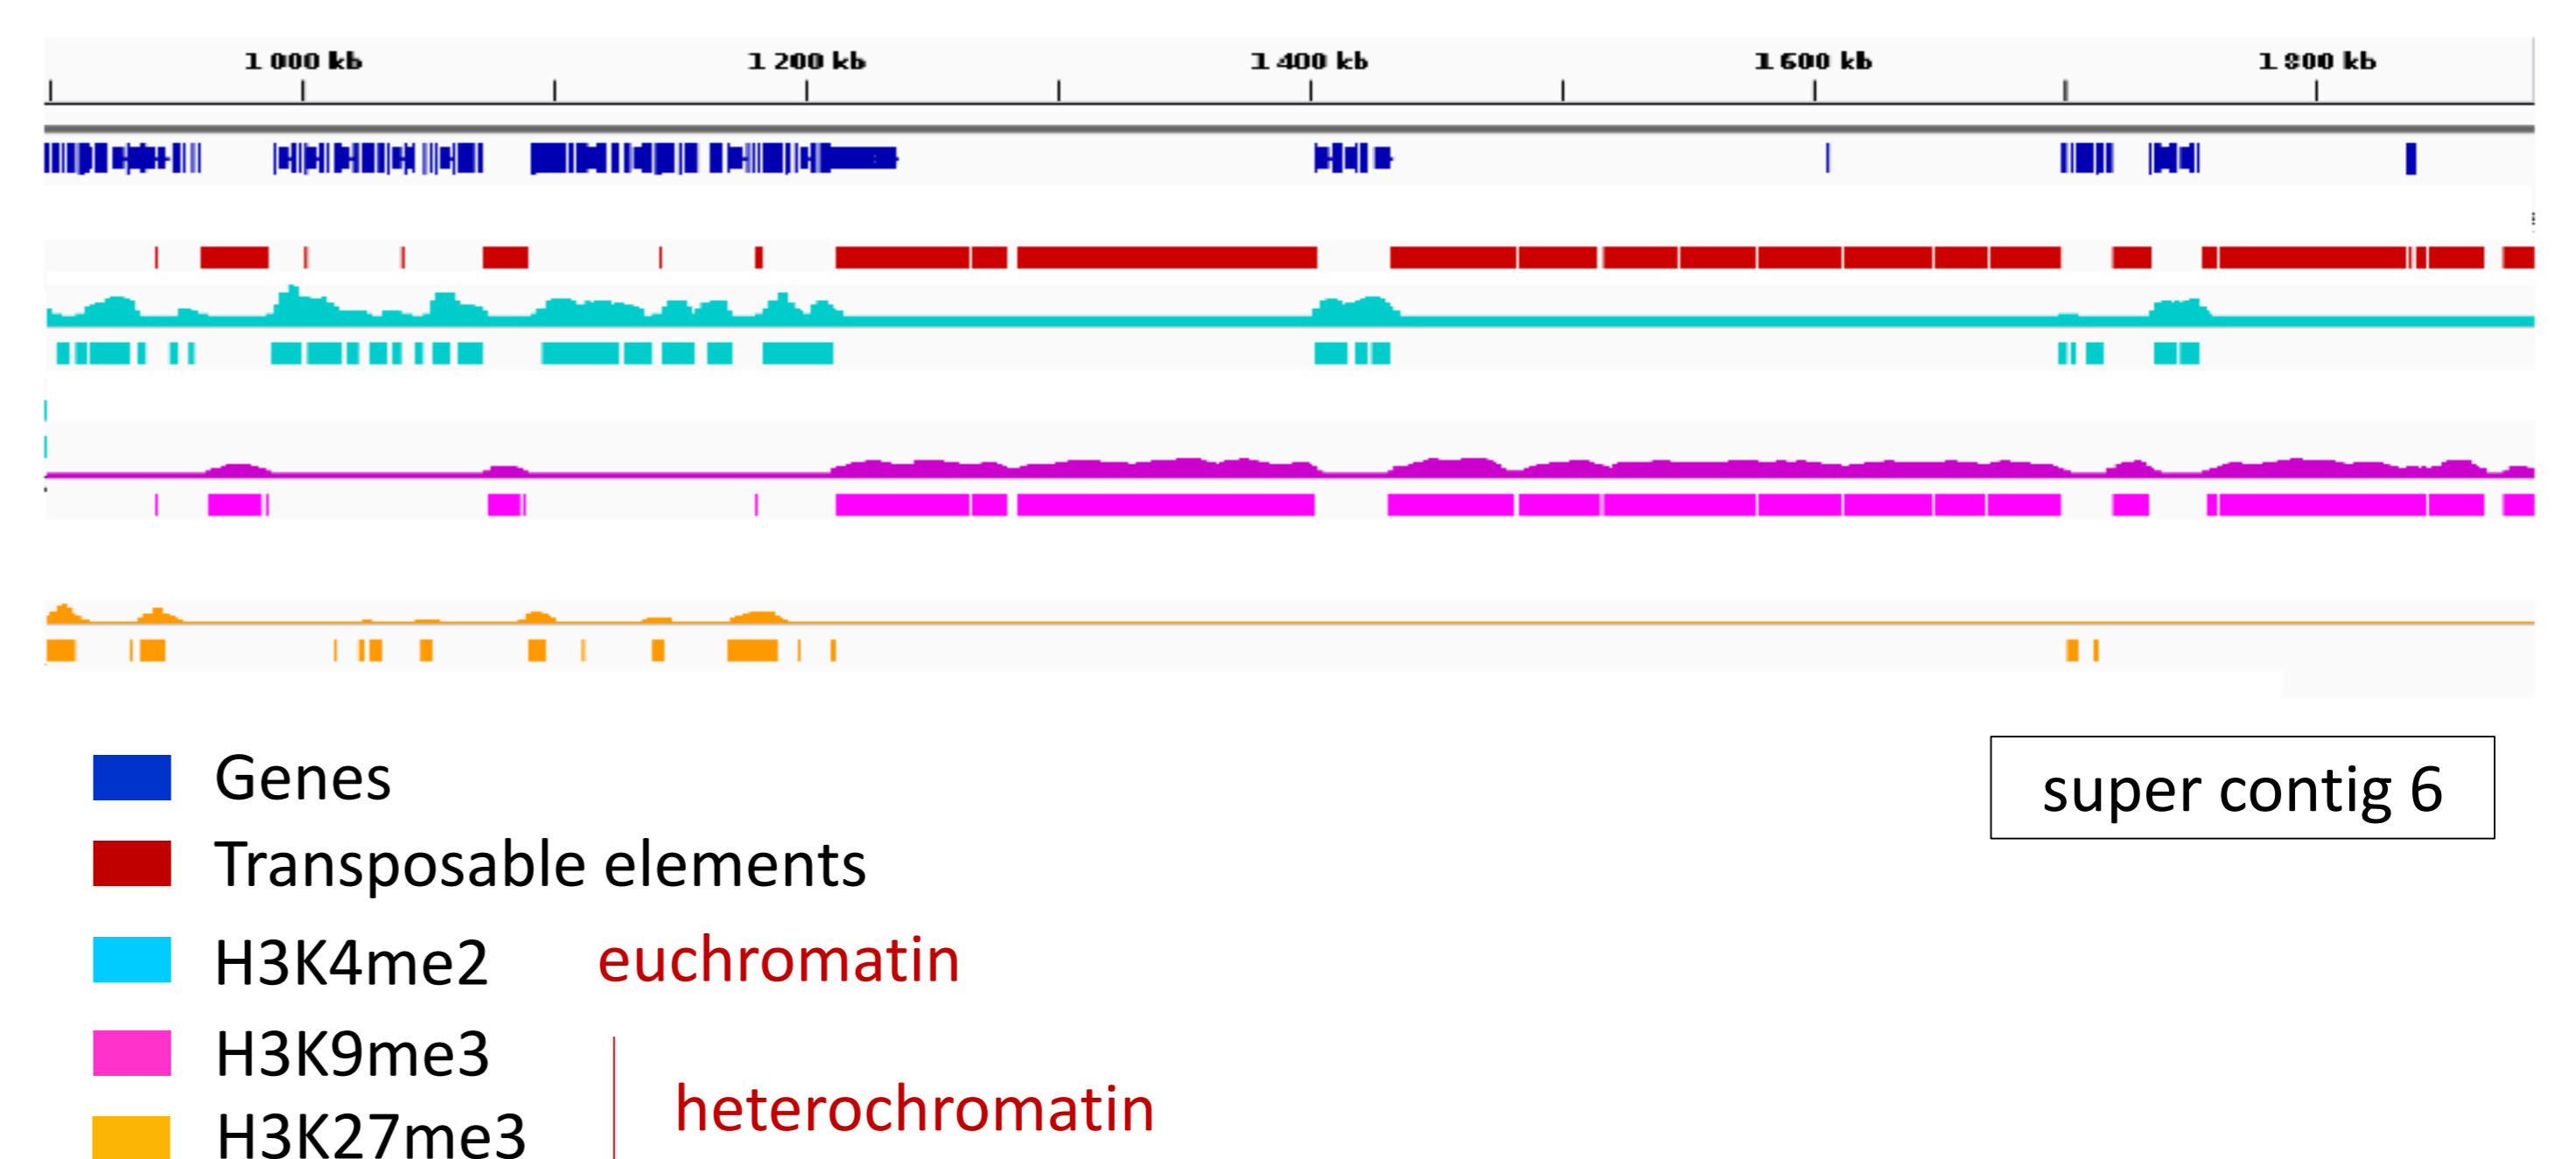 1 000 kb 1 200 kb 1 400 kb 1 600 kb 1 800 kb
Genes
super contig 6
Transposable elements
H3K4me2 euchromatin
H3K9me3
heterochromatin
H3K27me3